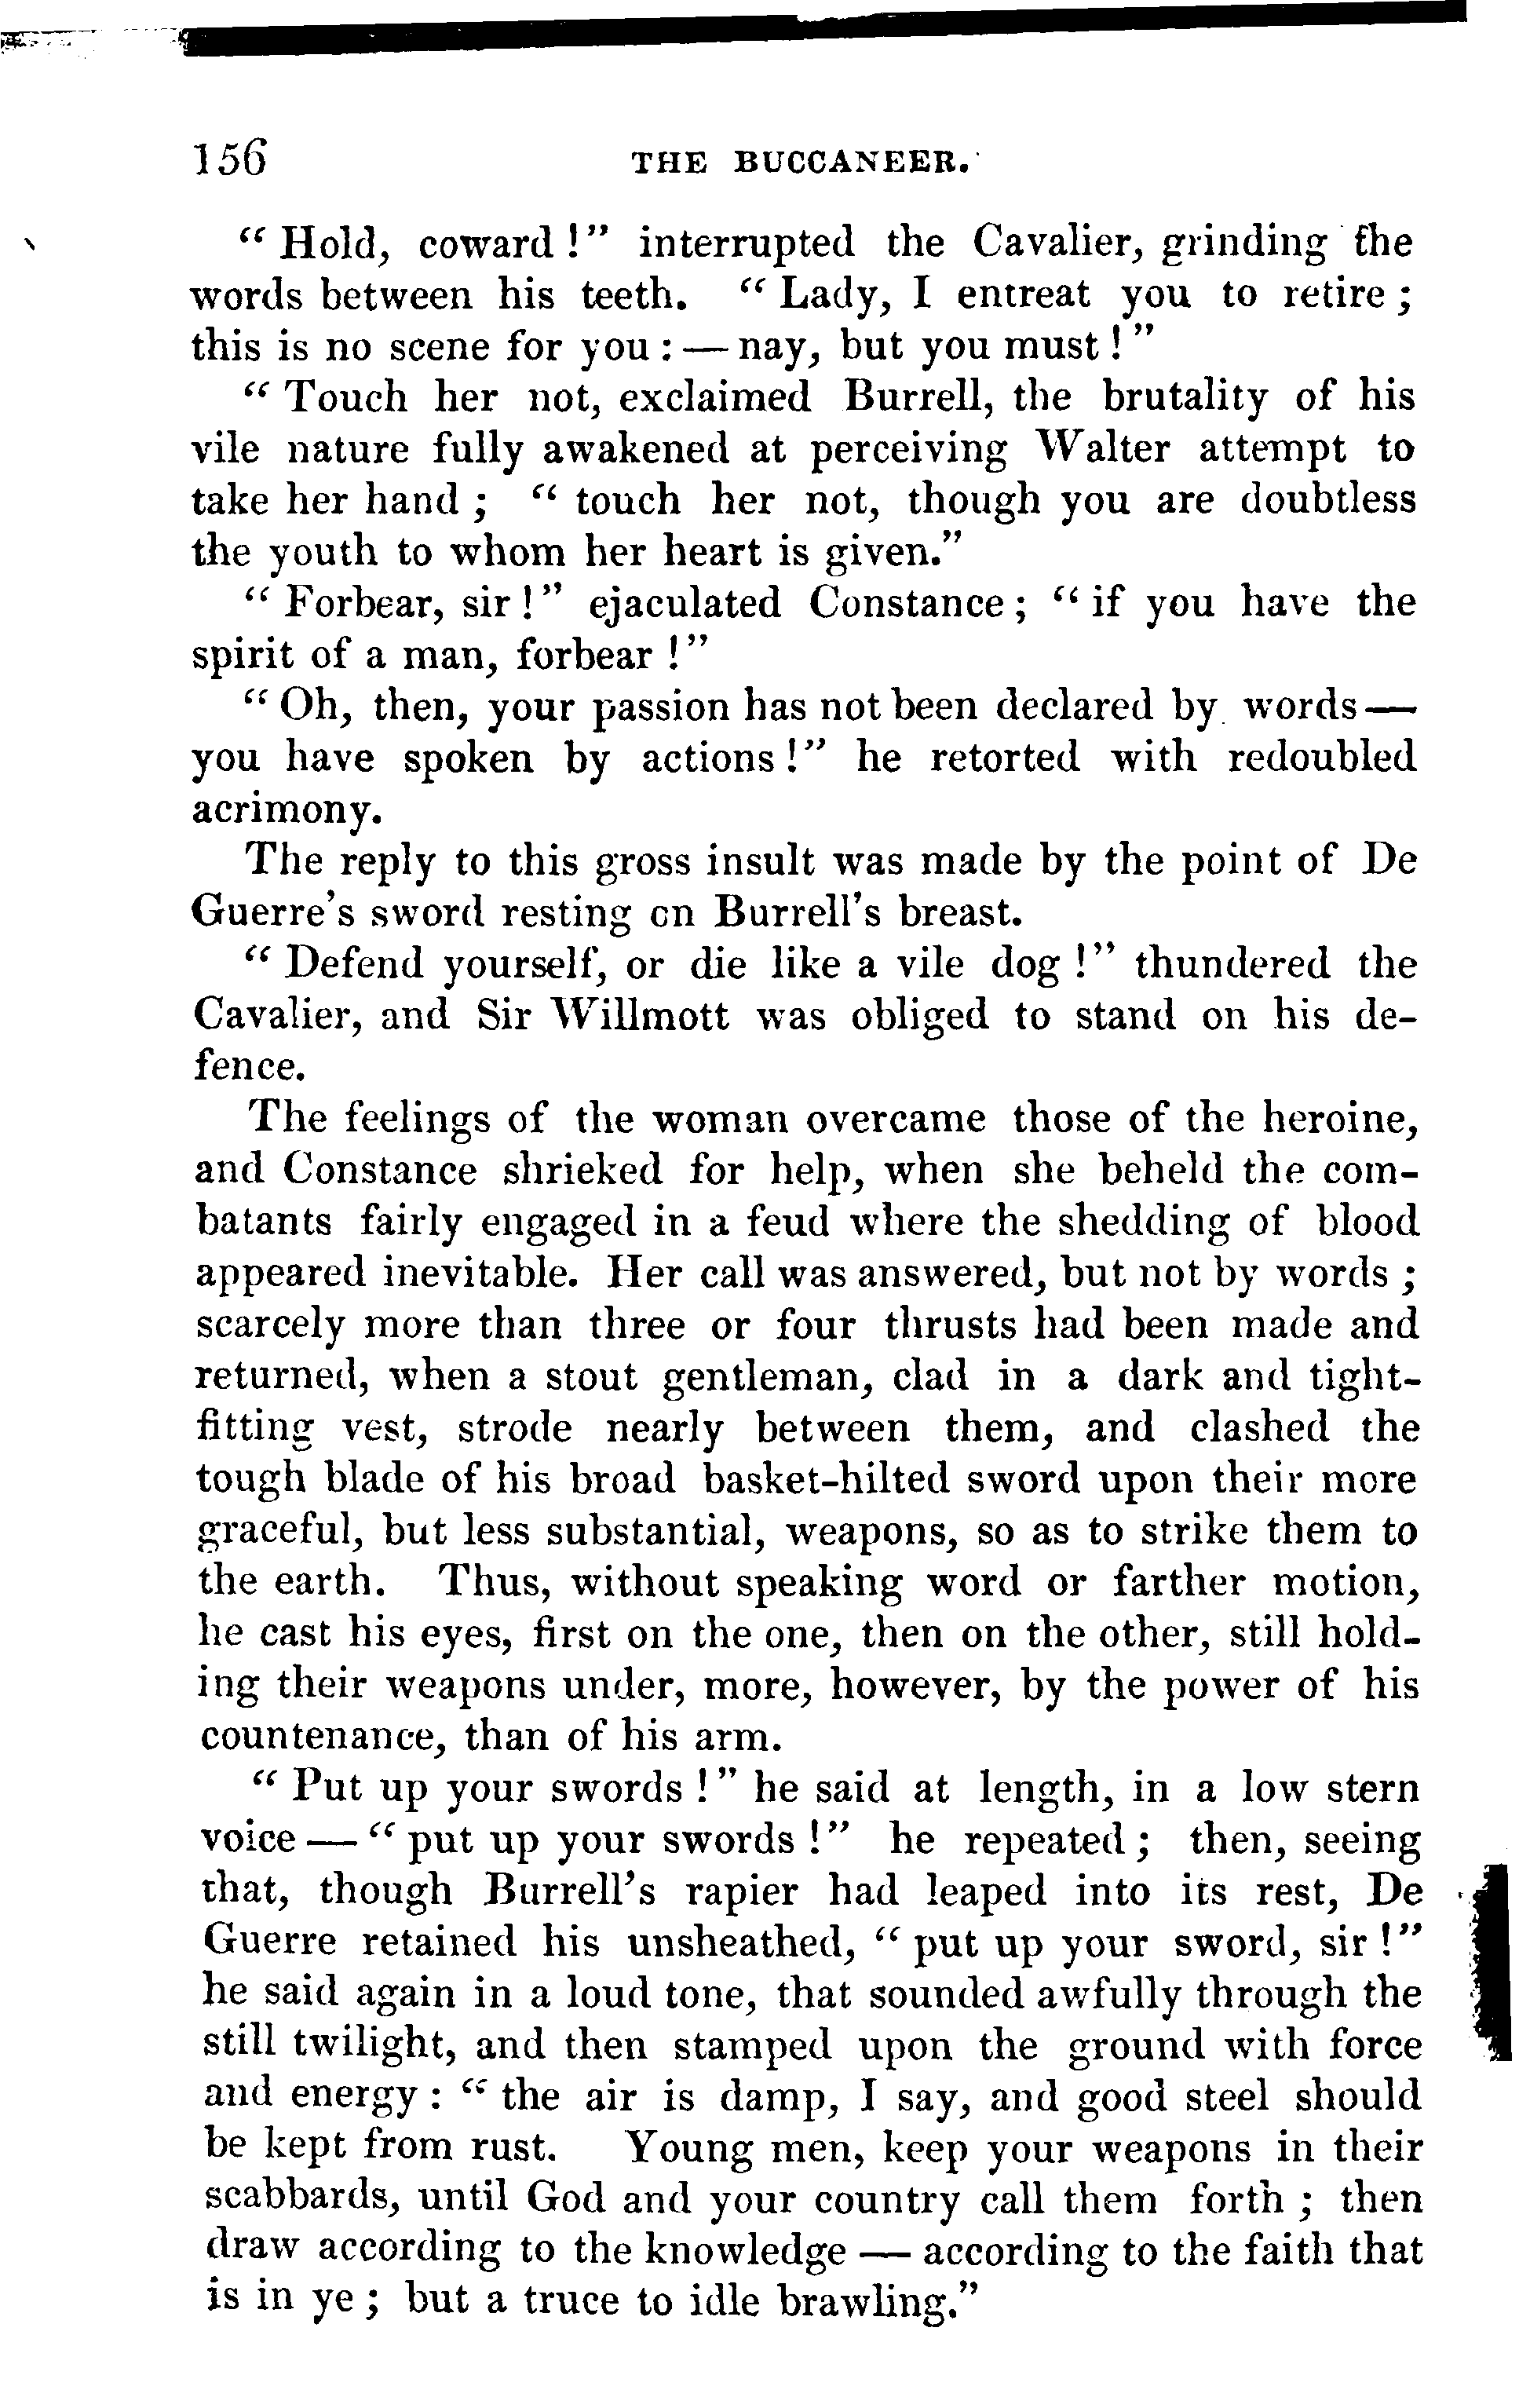 156 THE BUCCANEER.
" Hold, coward !" interrupted the Cavalier, grinding the
words between his teeth. " Lady, I entreat you to retire ;
this is no scene for you : — nay, but you must ! "
" Touch her not, exclaimed Burrell, the brutality of his
vile nature fully awakened at perceiving Walter attempt to
take her hand ; " touch her not, though you are doubtless
the youth to whom her heart is given."
" Forbear, sir ! " ejaculated Constance ; " if you have the
spirit of a man, forbear ! "
" Oh, then, your passion has not been declared by words —
you have spoken by actions ! " he retorted with redoubled
acrimony.
The reply to this gross insult was made by the point of De
Guerre's sword resting on Burrell's breast.
" Defend yourself, or die like a vile dog ! " thundered the
Cavalier, and Sir Willmott was obliged to stand on his de-
fence.
The feelings of the woman overcame those of the heroine,
and Constance shrieked for help, when she beheld the com-
batants fairly engaged in a feud where the shedding of blood
appeared inevitable. Her call was answered, but not by words ;
scarcely more than three or four thrusts had been made and
returned, when a stout gentleman, clad in a dark and tight-
fitting vest, strode nearly between them, and clashed the
tough blade of his broad basket-hilted sword upon their more
graceful, but less substantial, weapons, so as to strike them to
the earth. Thus, without speaking word or farther motion,
he cast his eyes, first on the one, then on the other, still hold-
ing their weapons under, more, however, by the power of his
countenance, than of his arm.
" Put up your swords ! " he said at length, in a low stern
voice — " put up your swords ! " he repeated ; then, seeing
that, though Burrell's rapier had leaped into its rest, De
Guerre retained his unsheathed, " put up your sword, sir ! "
he said again in a loud tone, that sounded awfully through the
still twilight, and then stamped upon the ground with force
and energy : " the air is damp, I say, and good steel should
be kept from rust. Young men, keep your weapons in their
scabbards, until God and your country call them forth ; then
draw according to the knowledge — according to the faith that
is in ye ; but a truce to idle brawling."